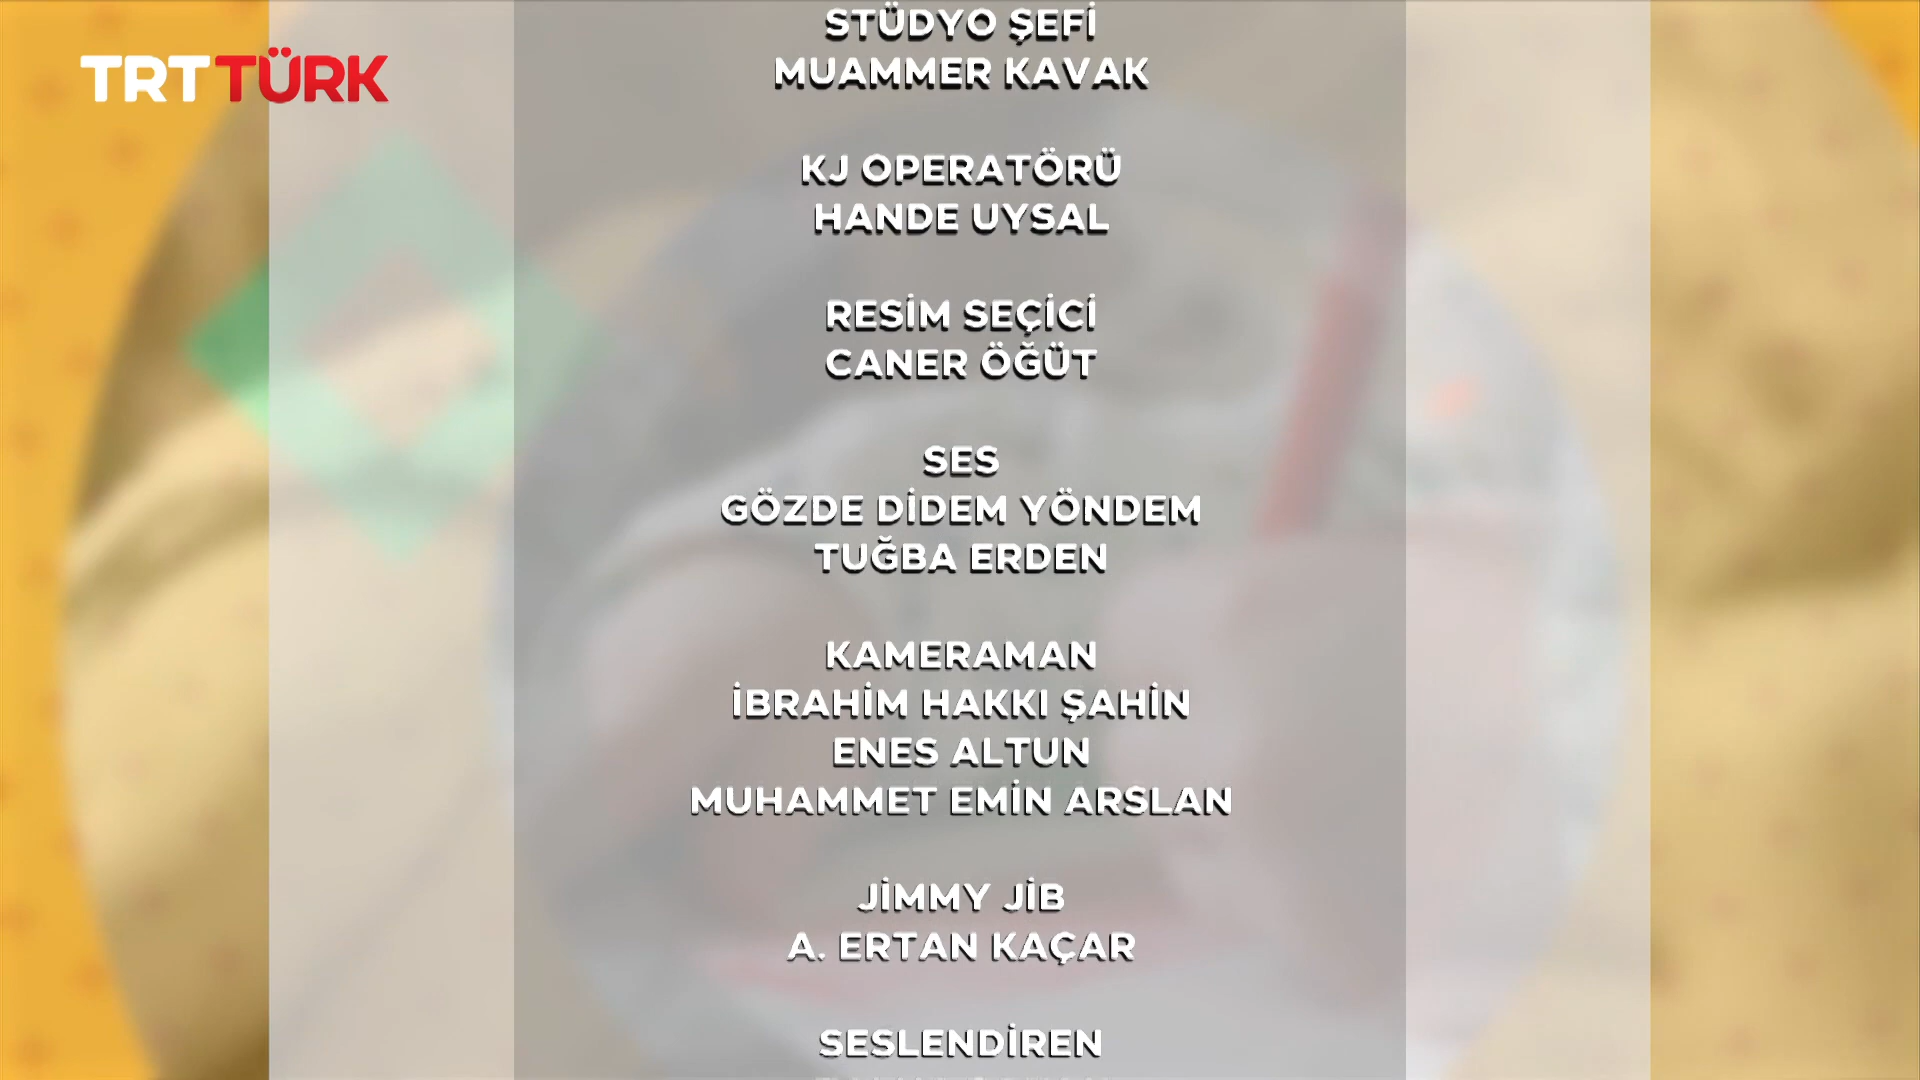 STÜDYO ŞEFİ
TRT TÜRK
MUAMMER KAVAK
KJ OPERATÖRÜ
HANDE UYSAL
RESİM SEÇİCİ
CANER ÖĞÜT
SES
GÖZDE DİDEM YÖNDEM
TUĞBA ERDEN
KAMERAMAN
İBRAHİM HAKKI ŞAHİN
ENES ALTUN
MUHAMMET EMİN ARSLAN
JİMMY JİB
A. ERTAN KAÇAR
SESLENDİREN